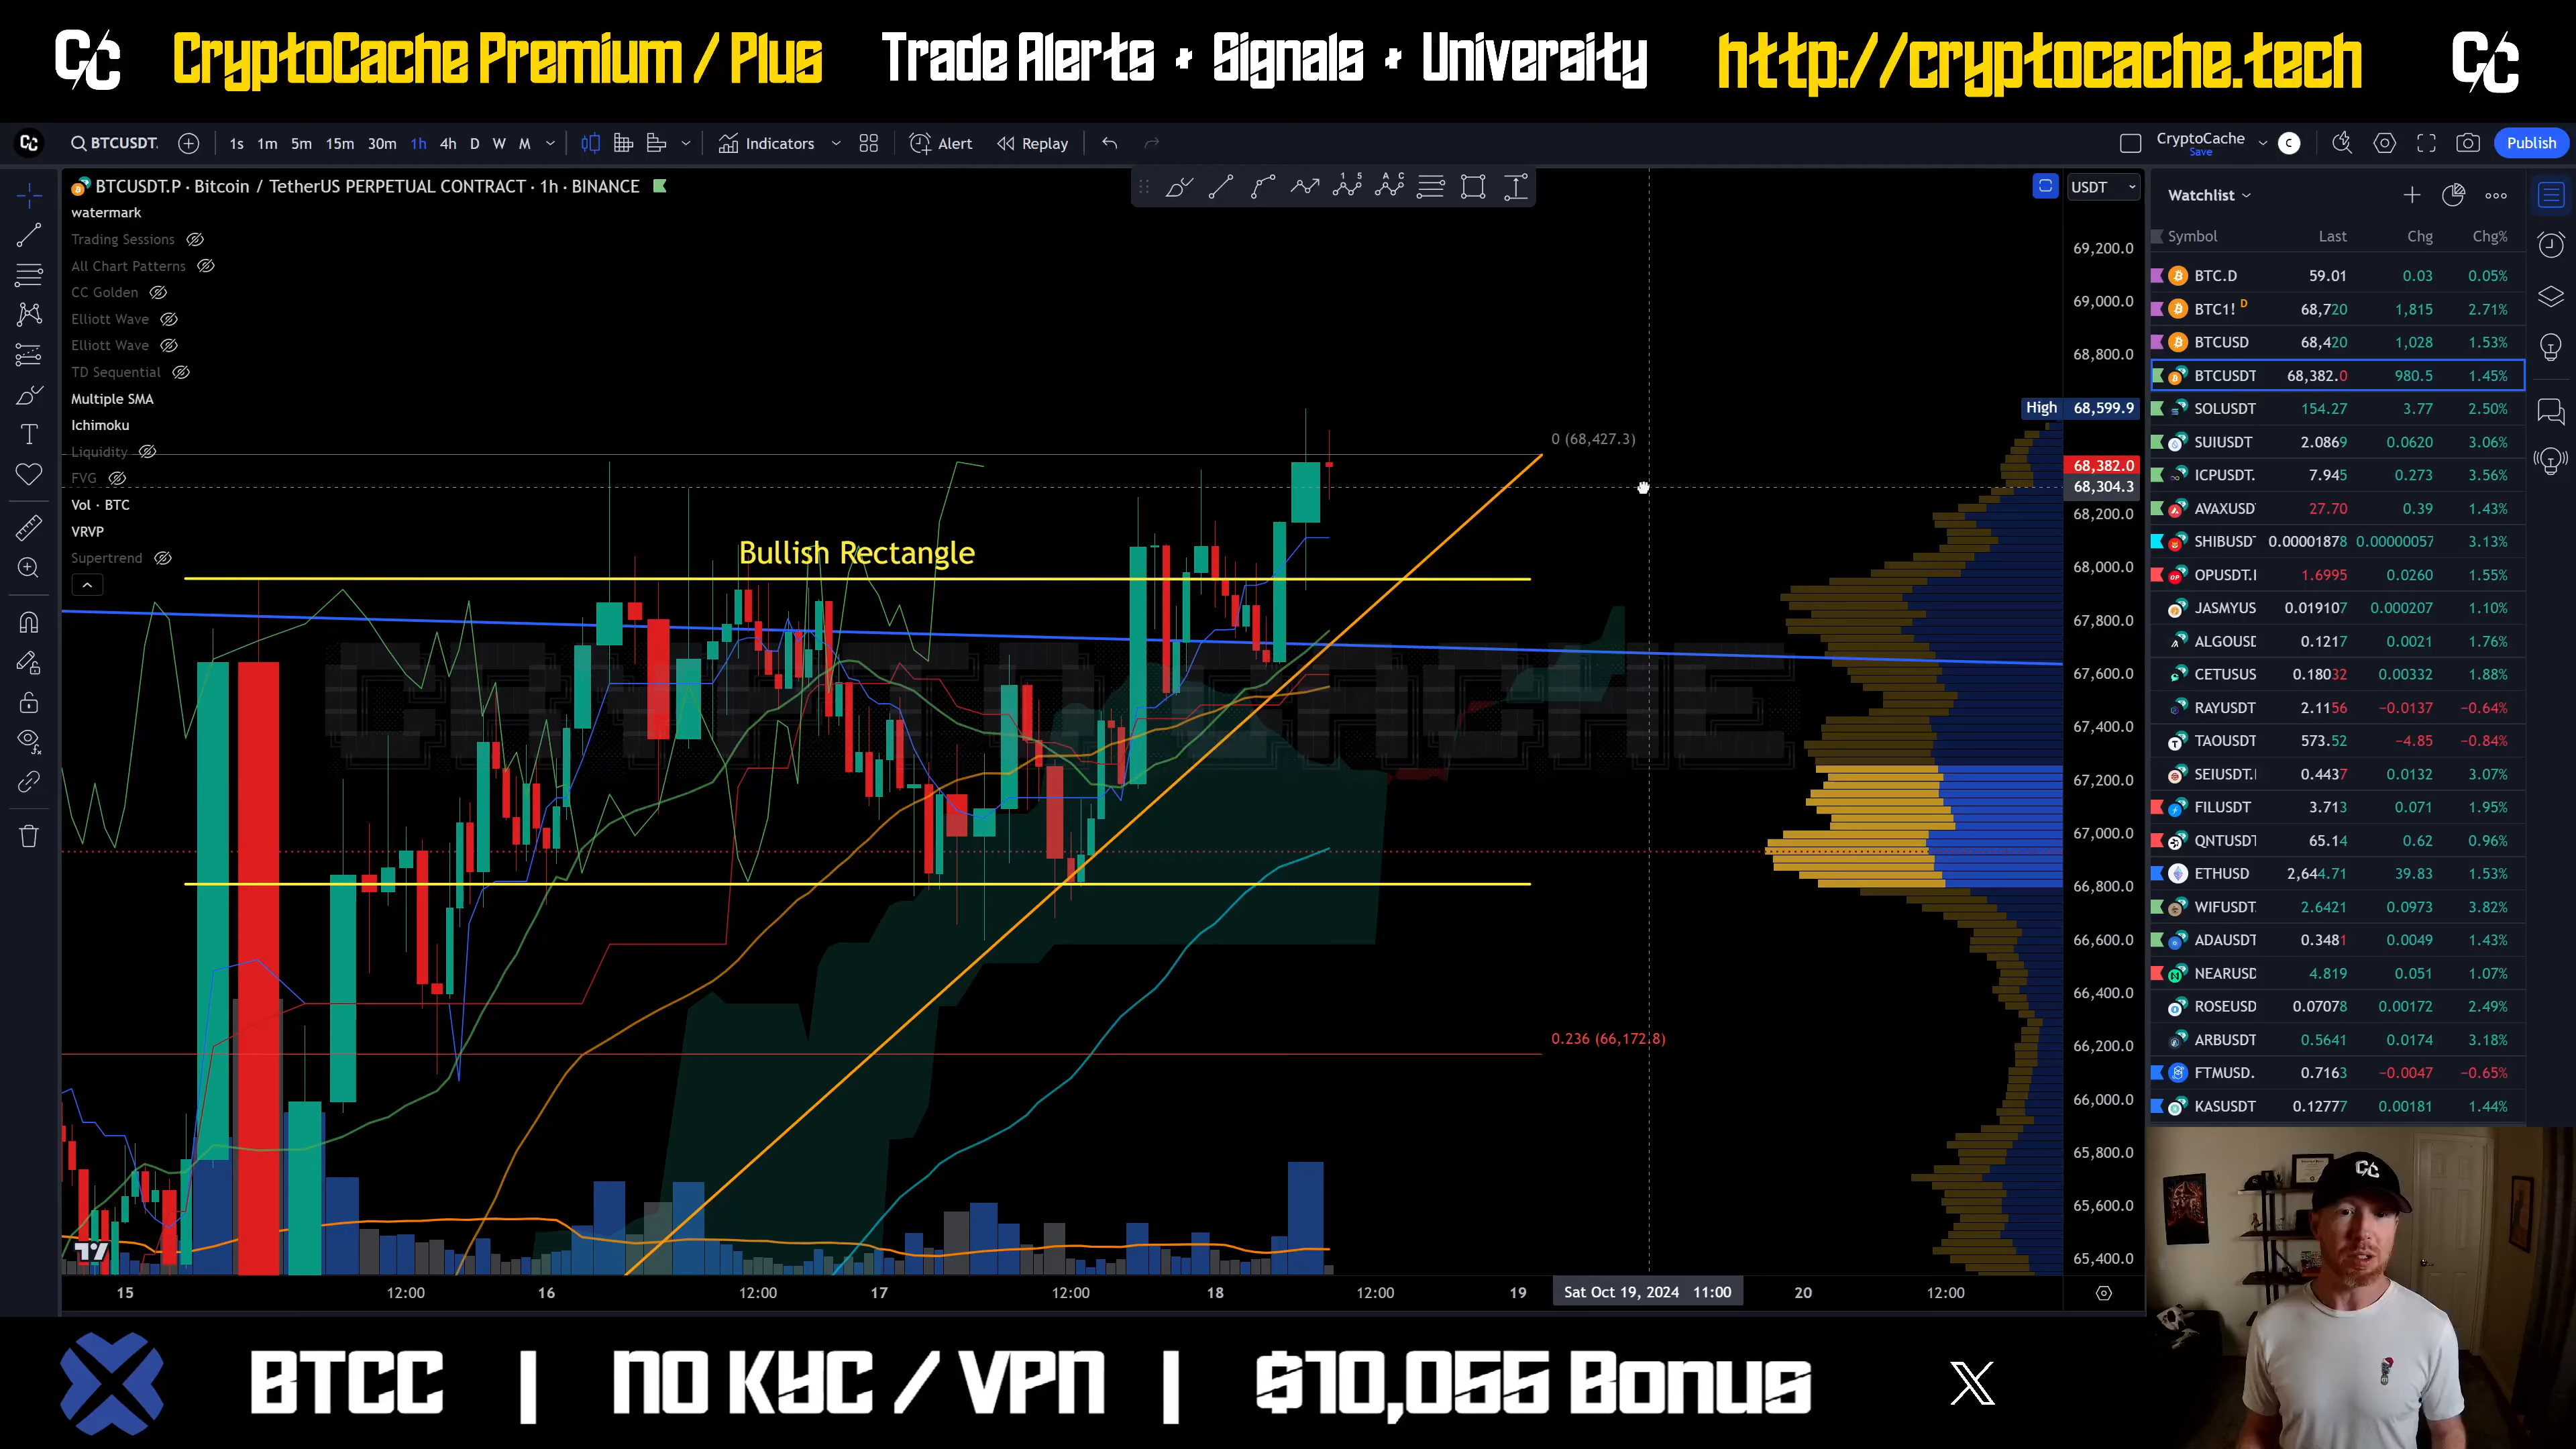 CC CryptoCache Premium / Plus Trade Alerts + Signals + University http://cryptocache.tech CC
CC BTCUSDT. 1s 1m 5m 15m 30m 1h 4h D W M Indicators Alert Replay CryptoCache Save C Publish
BTCUSDT.P · Bitcoin / TetherUS PERPETUAL CONTRACT · 1h · BINANCE
USDT
watermark
Trading Sessions
All Chart Patterns
CC Golden
Elliott Wave
Elliott Wave
TD Sequential
Multiple SMA
Ichimoku
Liquidity
FVG
Vol · BTC
VRVP
Supertrend
Bullish Rectangle
0 (68,427.3)
0.236 (66,172.8)
CRYPTO CACHE
69,200.0
69,000.0
68,800.0
High 68,599.9
68,382.0
68,304.3
68,200.0
68,000.0
67,800.0
67,600.0
67,400.0
67,200.0
67,000.0
66,800.0
66,600.0
66,400.0
66,200.0
66,000.0
65,800.0
65,600.0
65,400.0
15 12:00 16 12:00 17 12:00 18 12:00 19 Sat Oct 19, 2024 11:00 20 12:00
Watchlist
Symbol Last Chg Chg%
BTC.D 59.01 0.03 0.05%
BTC1! D 68,720 1,815 2.71%
BTCUSD 68,420 1,028 1.53%
BTCUSDT 68,382.0 980.5 1.45%
SOLUSDT 154.27 3.77 2.50%
SUIUSDT 2.0869 0.0620 3.06%
ICPUSDT. 7.945 0.273 3.56%
AVAXUSD 27.70 0.39 1.43%
SHIBUSDT 0.00001878 0.00000057 3.13%
OPUSDT.I 1.6995 0.0260 1.55%
JASMYUS 0.019107 0.000207 1.10%
ALGOUSD 0.1217 0.0021 1.76%
CETUSUS 0.18032 0.00332 1.88%
RAYUSDT 2.1156 −0.0137 −0.64%
TAOUSDT 573.52 −4.85 −0.84%
SEIUSDT.I 0.4437 0.0132 3.07%
FILUSDT 3.713 0.071 1.95%
QNTUSDT 65.14 0.62 0.96%
ETHUSD 2,644.71 39.83 1.53%
WIFUSDT. 2.6421 0.0973 3.82%
ADAUSDT 0.3481 0.0049 1.43%
NEARUSD 4.819 0.051 1.07%
ROSEUSD 0.07078 0.00172 2.49%
ARBUSDT 0.5641 0.0174 3.18%
FTMUSD. 0.7163 −0.0047 −0.65%
KASUSDT 0.12777 0.00181 1.44%
CC
BTCC | NO KYC / VPN | $10,055 Bonus X